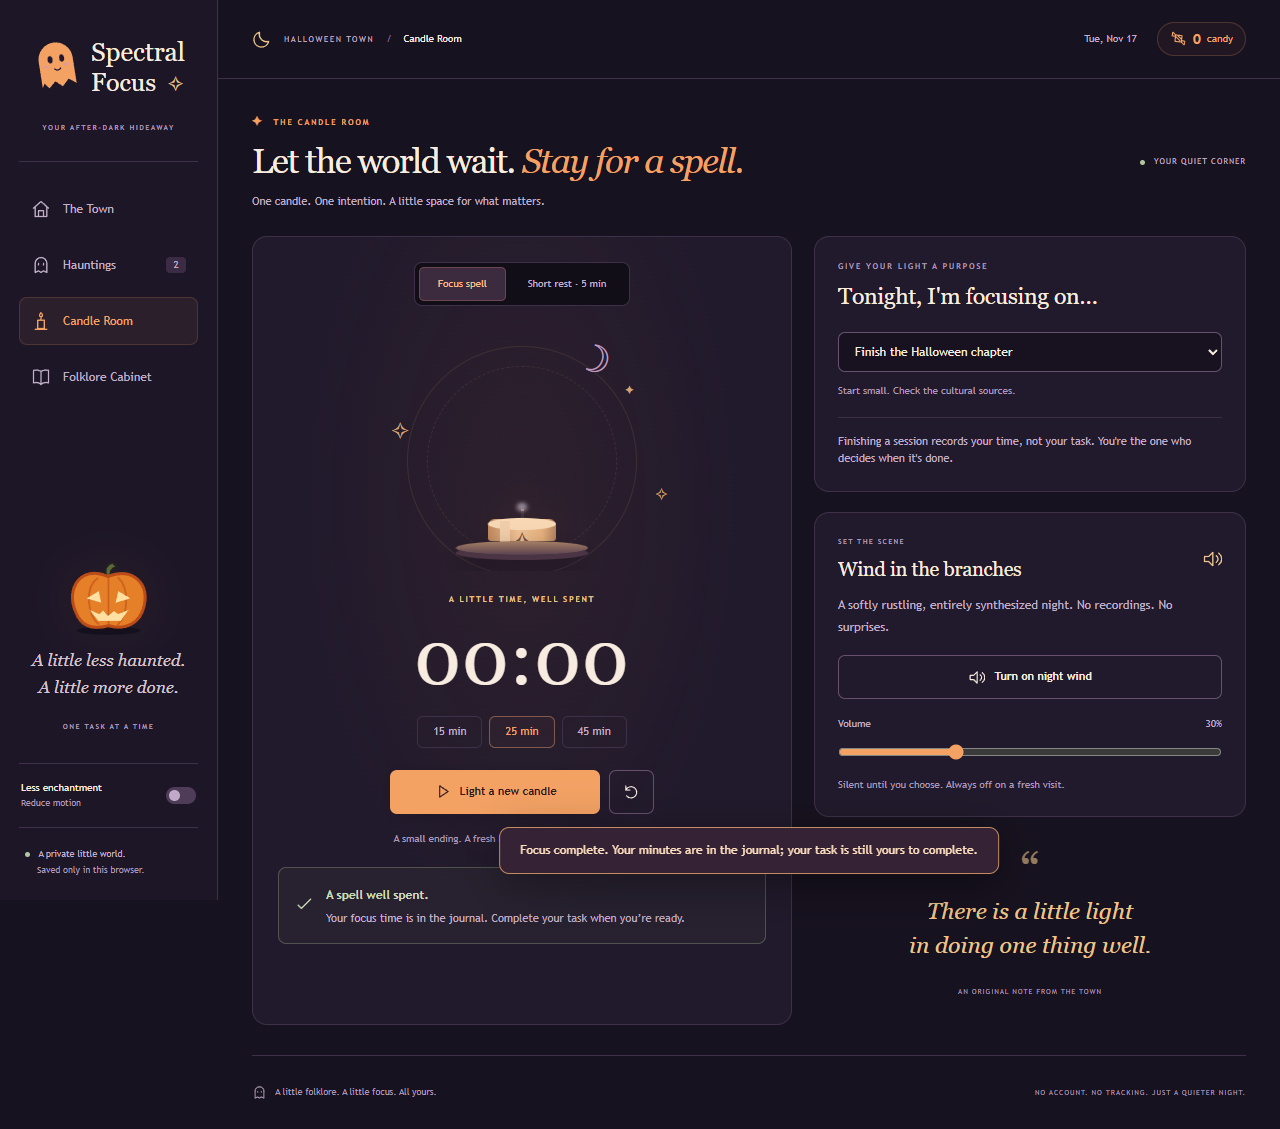 Spectral
Focus
YOUR AFTER-DARK HIDEAWAY
The Town
Hauntings
2
Candle Room
Folklore Cabinet
A little less haunted.
A little more done.
ONE TASK AT A TIME
Less enchantment
Reduce motion
A private little world.
Saved only in this browser.
HALLOWEEN TOWN / Candle Room
Tue, Nov 17
0 candy
THE CANDLE ROOM
Let the world wait. Stay for a spell.
One candle. One intention. A little space for what matters.
YOUR QUIET CORNER
Focus spell
Short rest · 5 min
A LITTLE TIME, WELL SPENT
00:00
15 min
25 min
45 min
Light a new candle
A small ending. A fresh
Focus complete. Your minutes are in the journal; your task is still yours to complete.
A spell well spent.
Your focus time is in the journal. Complete your task when you're ready.
GIVE YOUR LIGHT A PURPOSE
Tonight, I'm focusing on...
Finish the Halloween chapter
Start small. Check the cultural sources.
Finishing a session records your time, not your task. You're the one who
decides when it's done.
SET THE SCENE
Wind in the branches
A softly rustling, entirely synthesized night. No recordings. No
surprises.
Turn on night wind
Volume
30%
Silent until you choose. Always off on a fresh visit.
“
There is a little light
in doing one thing well.
AN ORIGINAL NOTE FROM THE TOWN
A little folklore. A little focus. All yours.
NO ACCOUNT. NO TRACKING. JUST A QUIETER NIGHT.